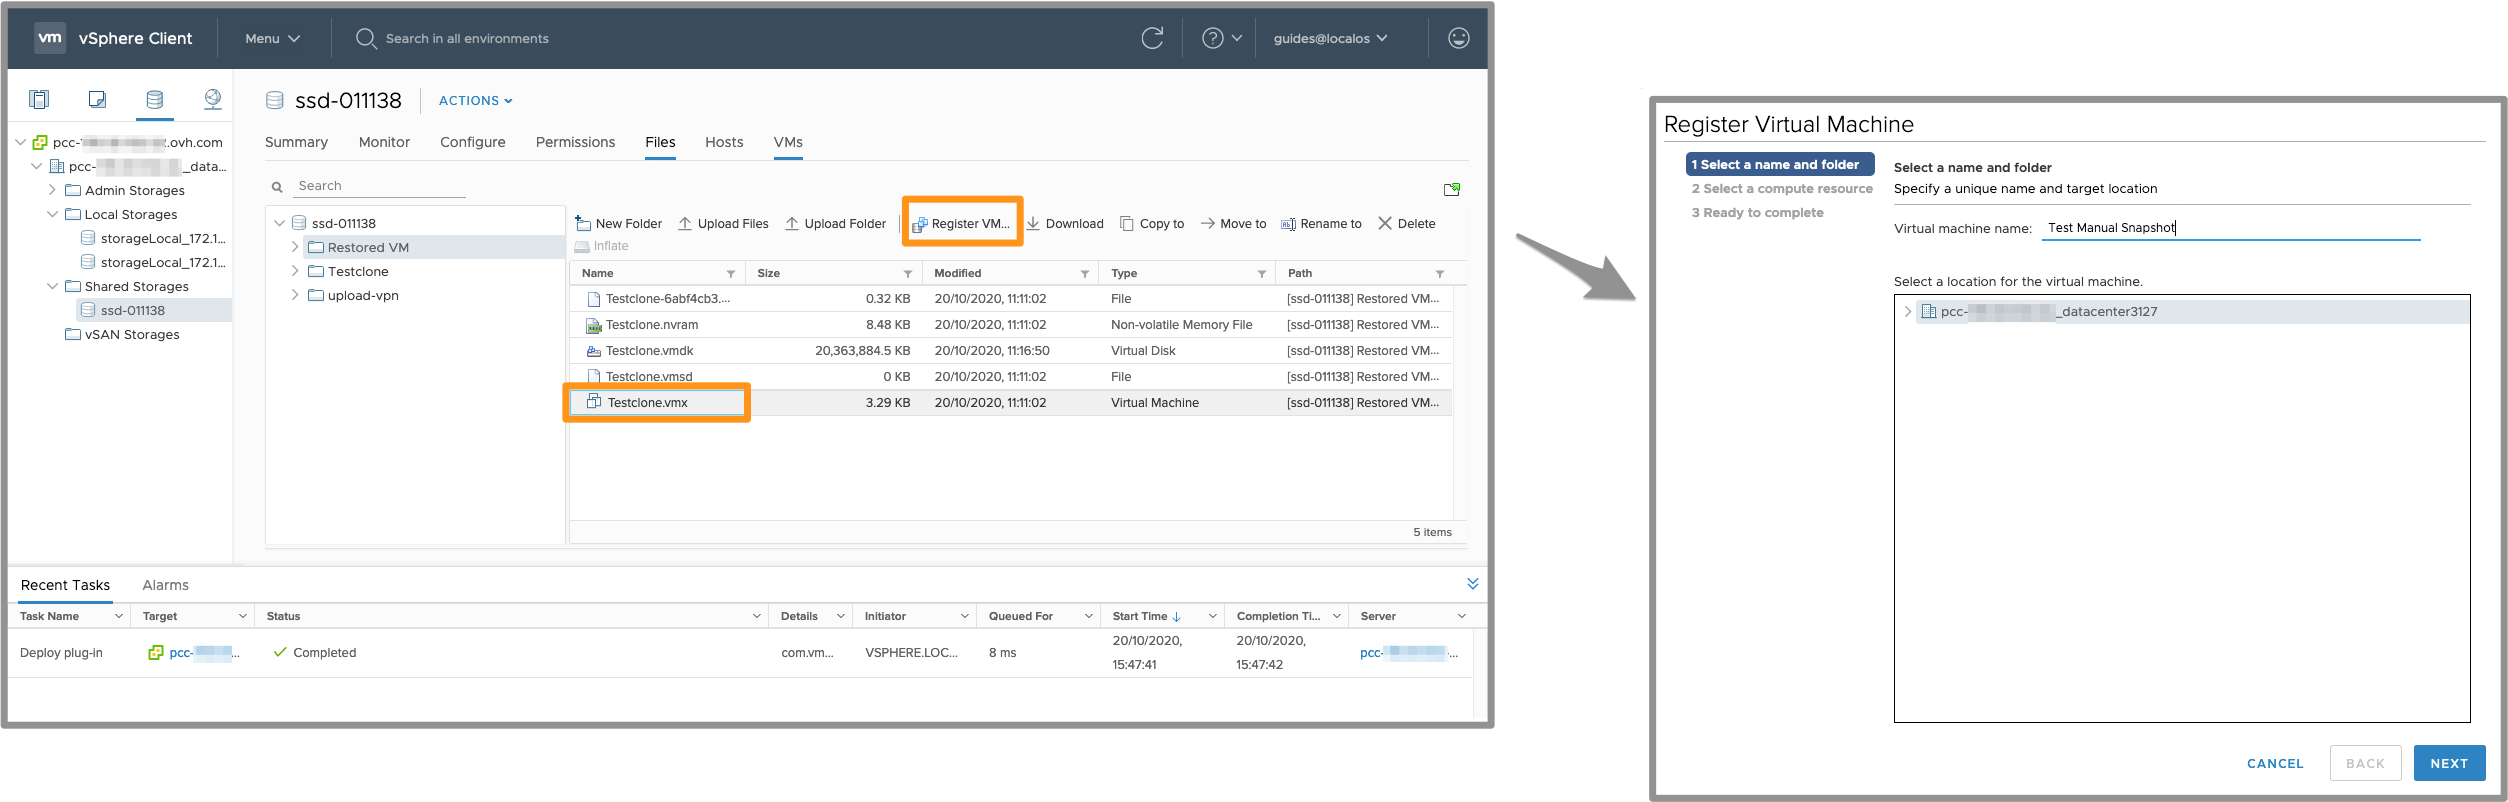 vm vSphere Client Menu Search in all environments guides@localos
ssd-011138 ACTIONS
Summary Monitor Configure Permissions Files Hosts VMs
pcc- .ovh.com
pcc- _data...
Admin Storages
Local Storages
storageLocal_172.1...
storageLocal_172.1...
Shared Storages
ssd-011138
vSAN Storages
Search
ssd-011138
Restored VM
Testclone
upload-vpn
New Folder Upload Files Upload Folder Register VM... Download Copy to Move to Rename to Delete
Inflate
Name Size Modified Type Path
Testclone-6abf4cb3.... 0.32 KB 20/10/2020, 11:11:02 File [ssd-011138] Restored VM...
Testclone.nvram 8.48 KB 20/10/2020, 11:11:02 Non-volatile Memory File [ssd-011138] Restored VM...
Testclone.vmdk 20,363,884.5 KB 20/10/2020, 11:16:50 Virtual Disk [ssd-011138] Restored VM...
Testclone.vmsd 0 KB 20/10/2020, 11:11:02 File [ssd-011138] Restored VM...
Testclone.vmx 3.29 KB 20/10/2020, 11:11:02 Virtual Machine [ssd-011138] Restored VM...
5 items
Recent Tasks Alarms
Task Name Target Status Details Initiator Queued For Start Time Completion Ti... Server
Deploy plug-in pcc- ... Completed com.vm... VSPHERE.LOC... 8 ms 20/10/2020, 20/10/2020, pcc- ...
15:47:41 15:47:42
Register Virtual Machine
1 Select a name and folder
2 Select a compute resource
3 Ready to complete
Select a name and folder
Specify a unique name and target location
Virtual machine name: Test Manual Snapshot
Select a location for the virtual machine.
pcc- _datacenter3127
CANCEL BACK NEXT